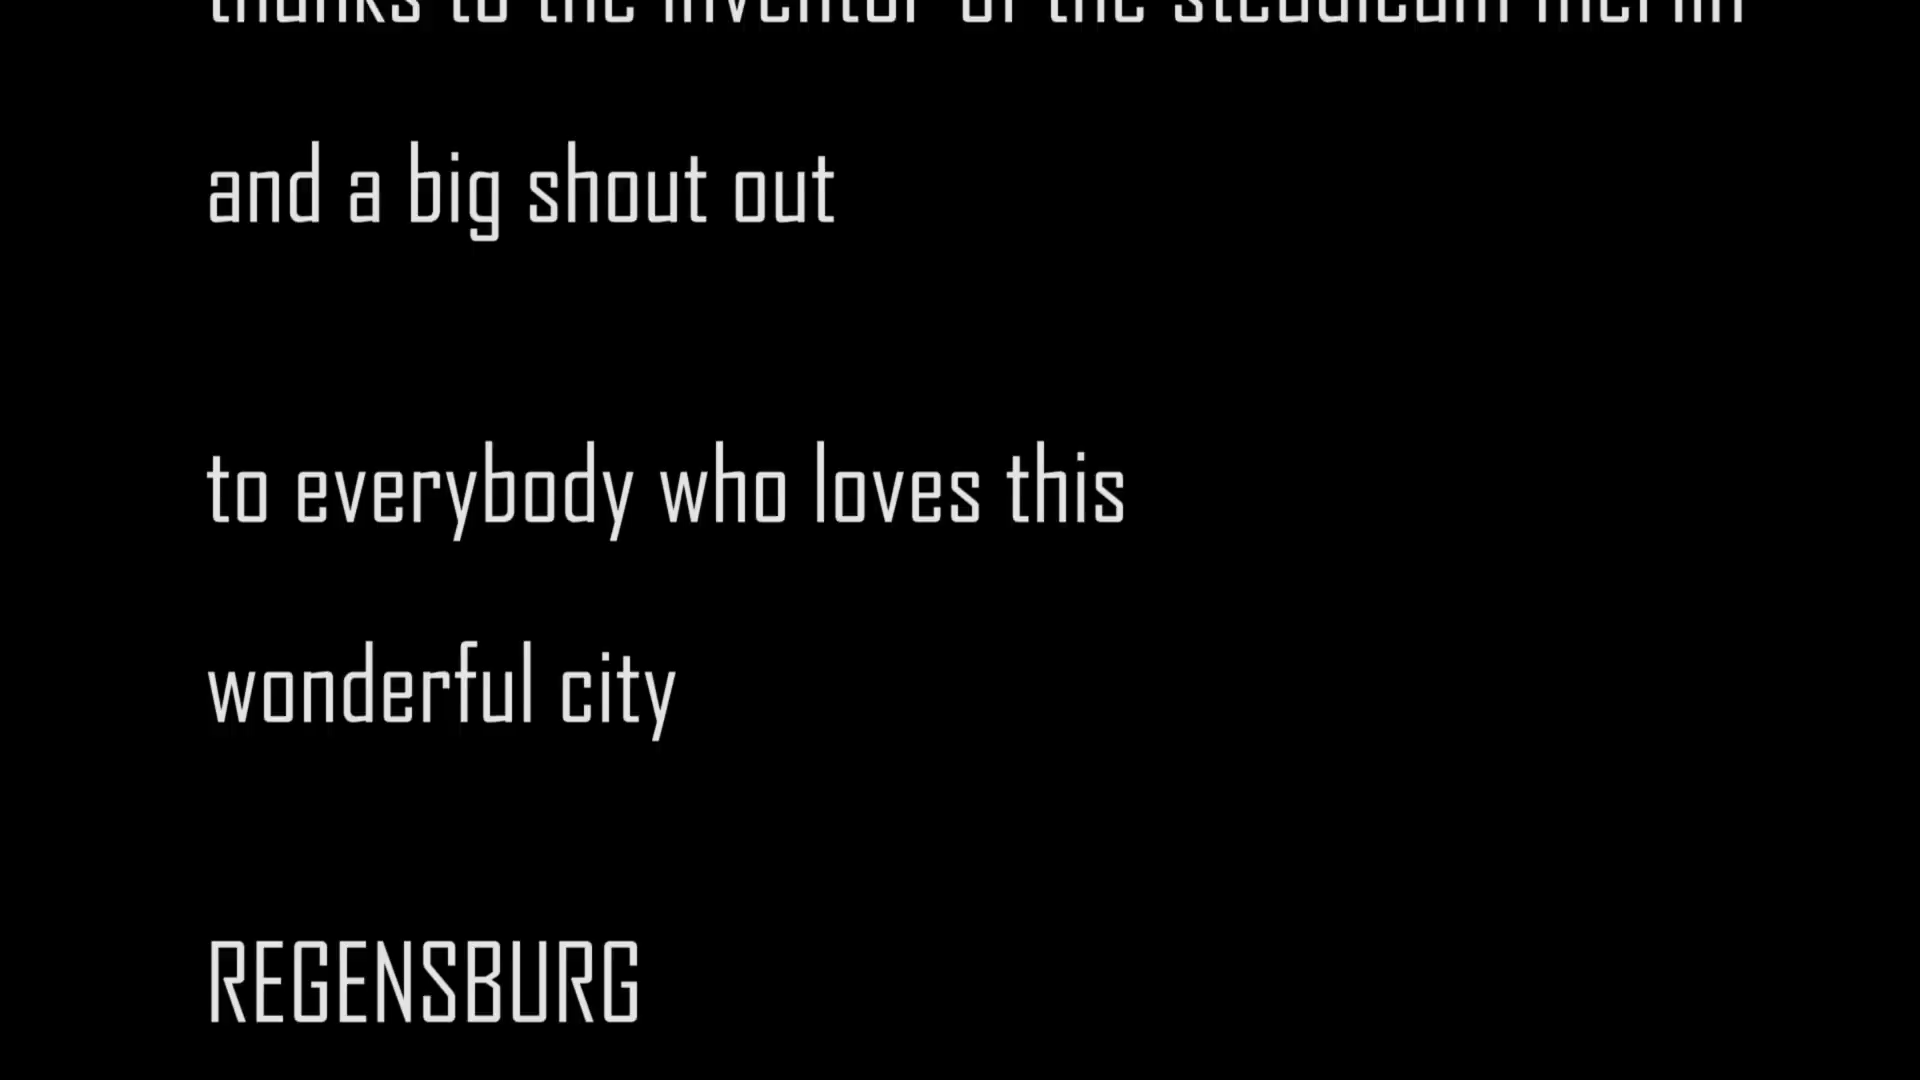 thanks to the inventor of the steadicam merlin
and a big shout out
to everybody who loves this
wonderful city
REGENSBURG